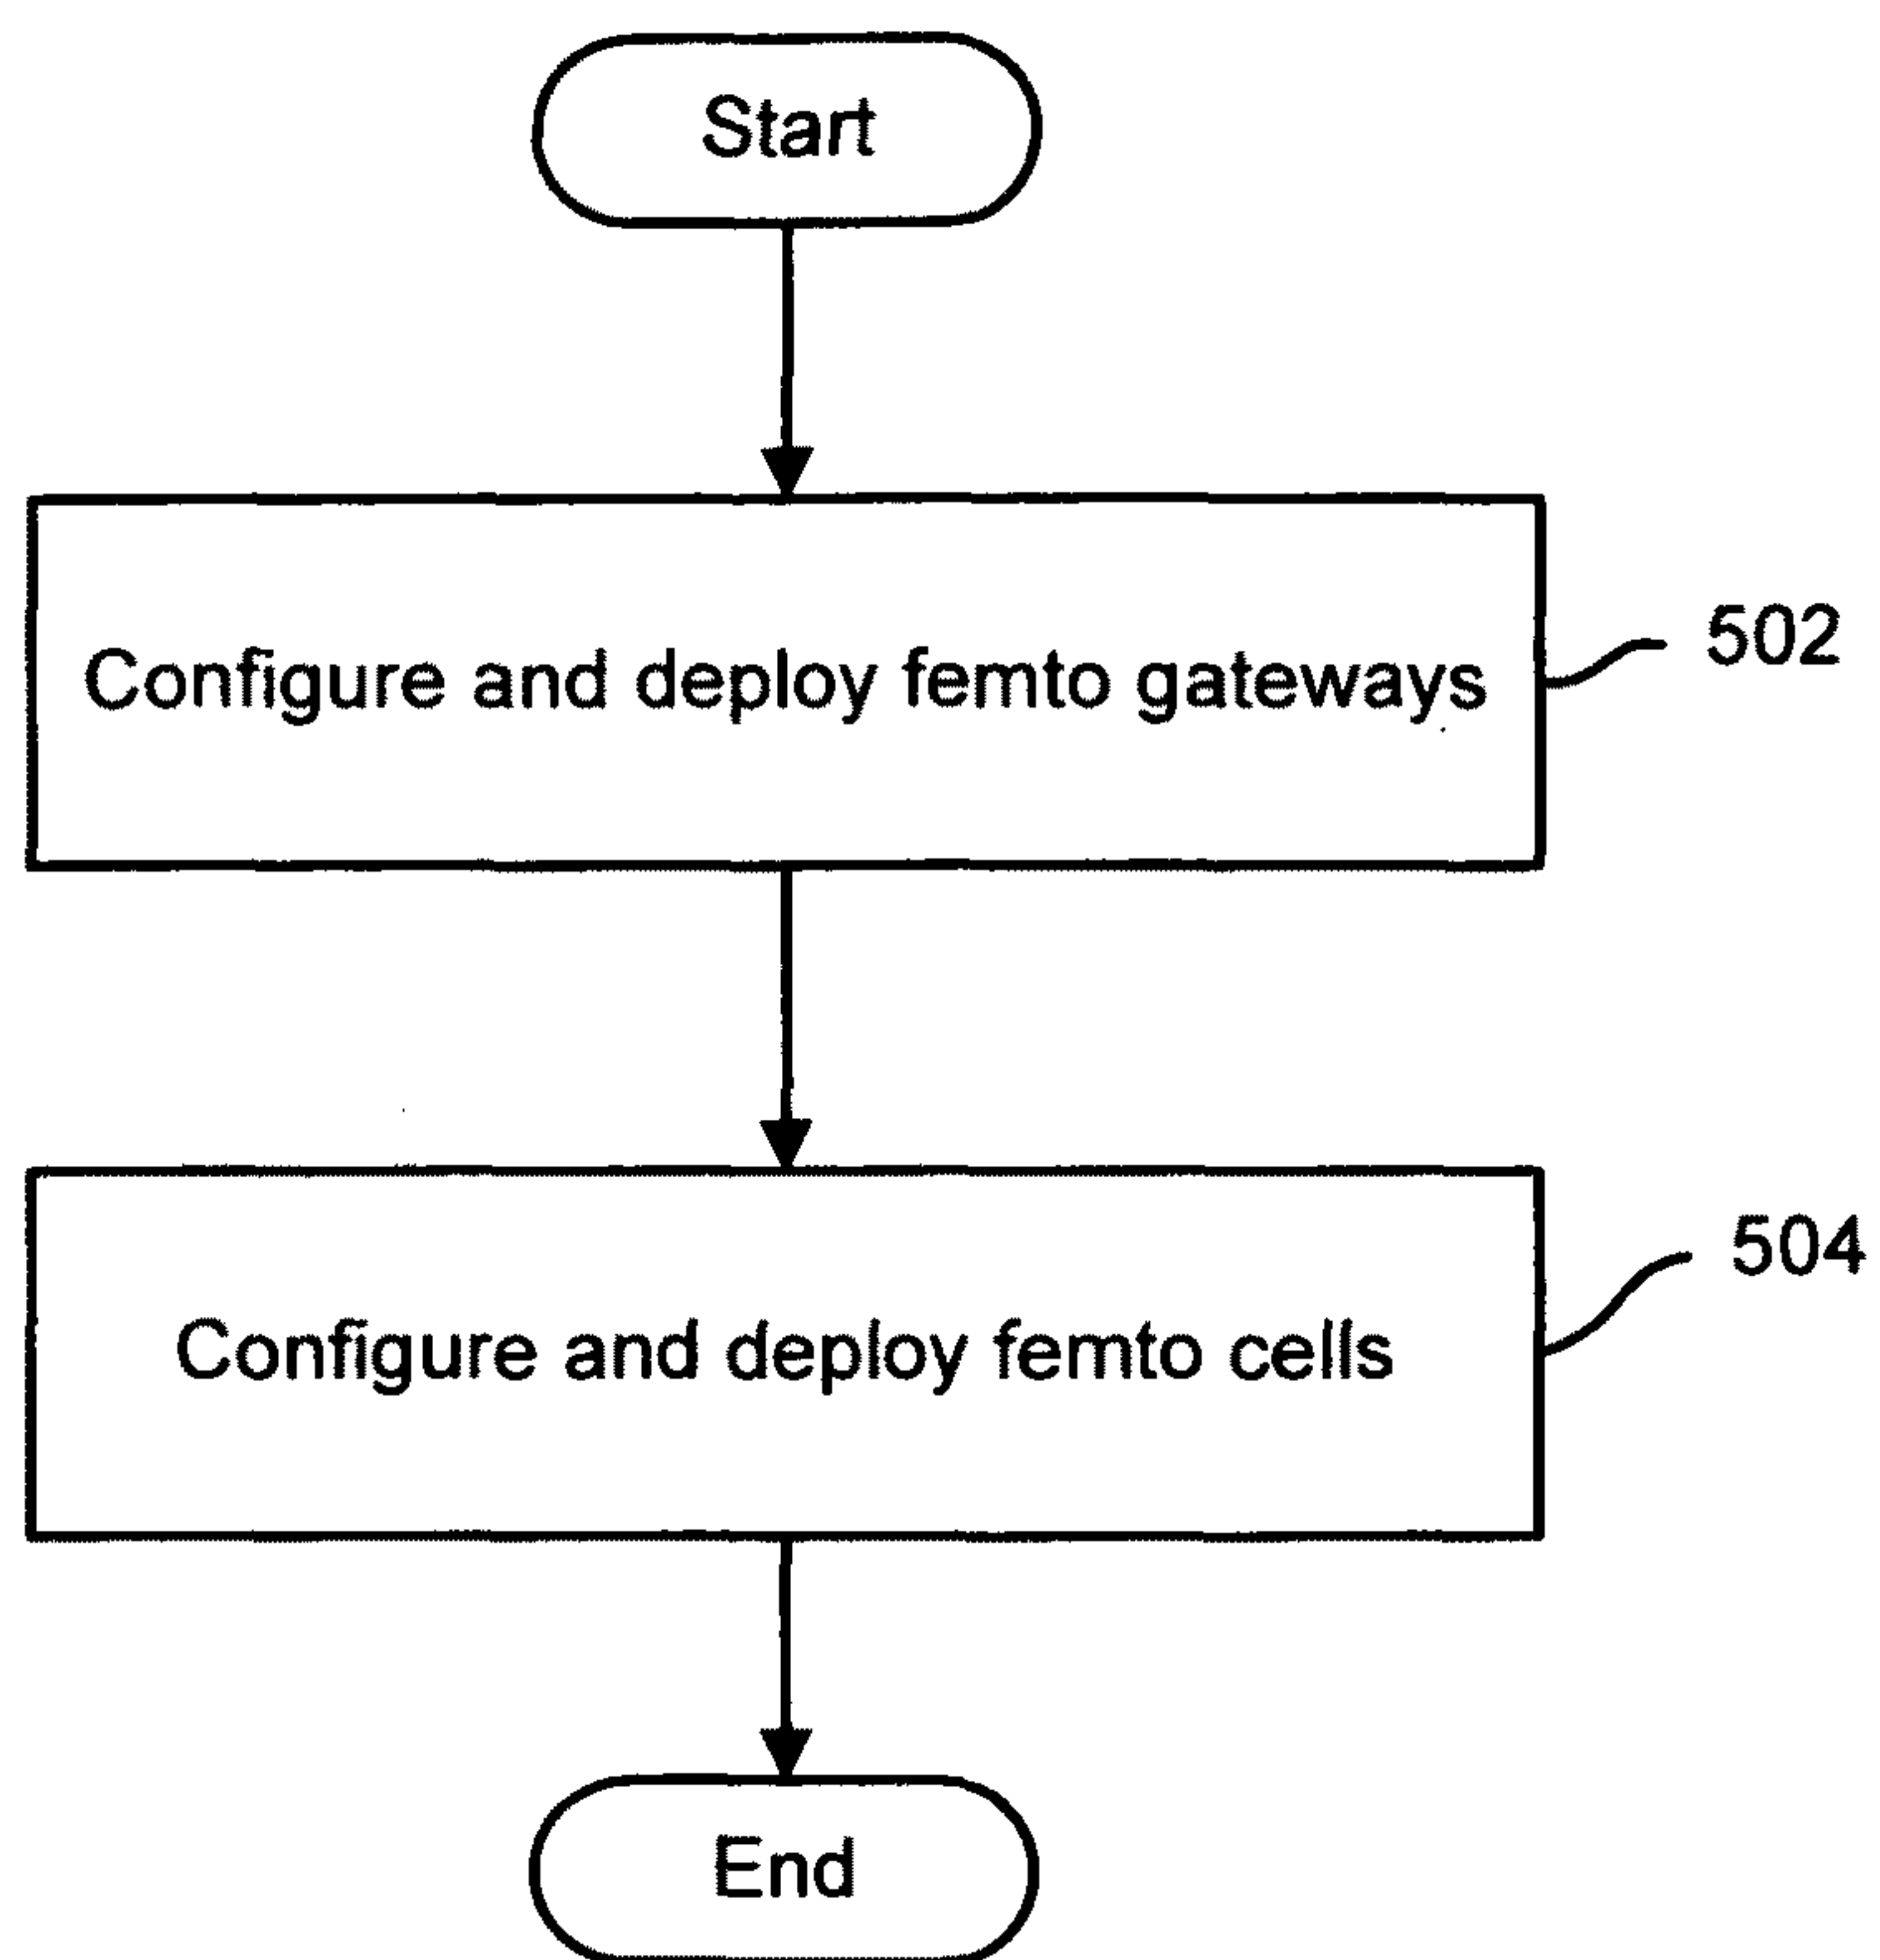 Start
Configure and deploy femto gateways
502
Configure and deploy femto cells
504
End